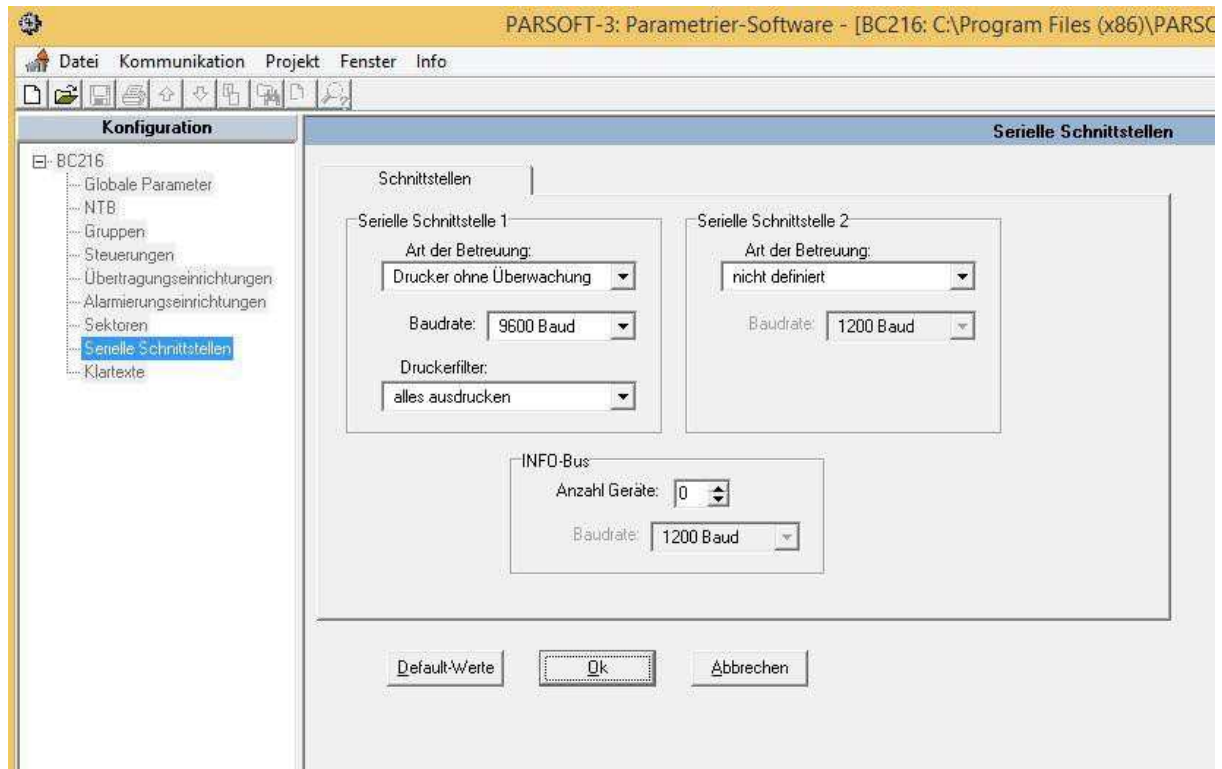 PARSOFT-3: Parametrier-Software - [BC216: C:\Program Files (x86)\PARSO
Datei Kommunikation Projekt Fenster Info
Konfiguration
BC216
Globale Parameter
NTB
Gruppen
Steuerungen
Übertragungseinrichtungen
Alarmierungseinrichtungen
Sektoren
Serielle Schnittstellen
Klartexte
Serielle Schnittstellen
Schnittstellen
Serielle Schnittstelle 1
Art der Betreuung:
Drucker ohne Überwachung
Baudrate: 9600 Baud
Druckerfilter:
alles ausdrucken
Serielle Schnittstelle 2
Art der Betreuung:
nicht definiert
Baudrate: 1200 Baud
INFO-Bus
Anzahl Geräte: 0
Baudrate: 1200 Baud
Default-Werte Ok Abbrechen